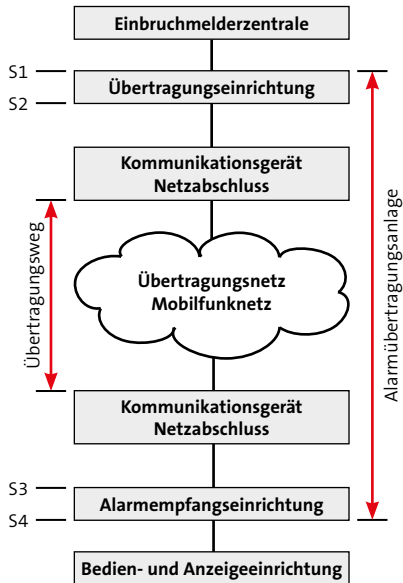 Einbruchmelderzentrale
S1
Übertragungseinrichtung
S2
Kommunikationsgerät
Netzabschluss
Übertragungsweg
Übertragungsnetz
Mobilfunknetz
Alarmübertragungsanlage
Kommunikationsgerät
Netzabschluss
S3
Alarmempfangseinrichtung
S4
Bedien- und Anzeigeeinrichtung